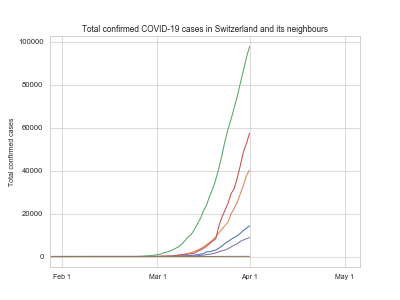 Total confirmed COVID-19 cases in Switzerland and its neighbours
Total confirmed cases
100000
80000
60000
40000
20000
0
Feb 1
Mar 1
Apr 1
May 1